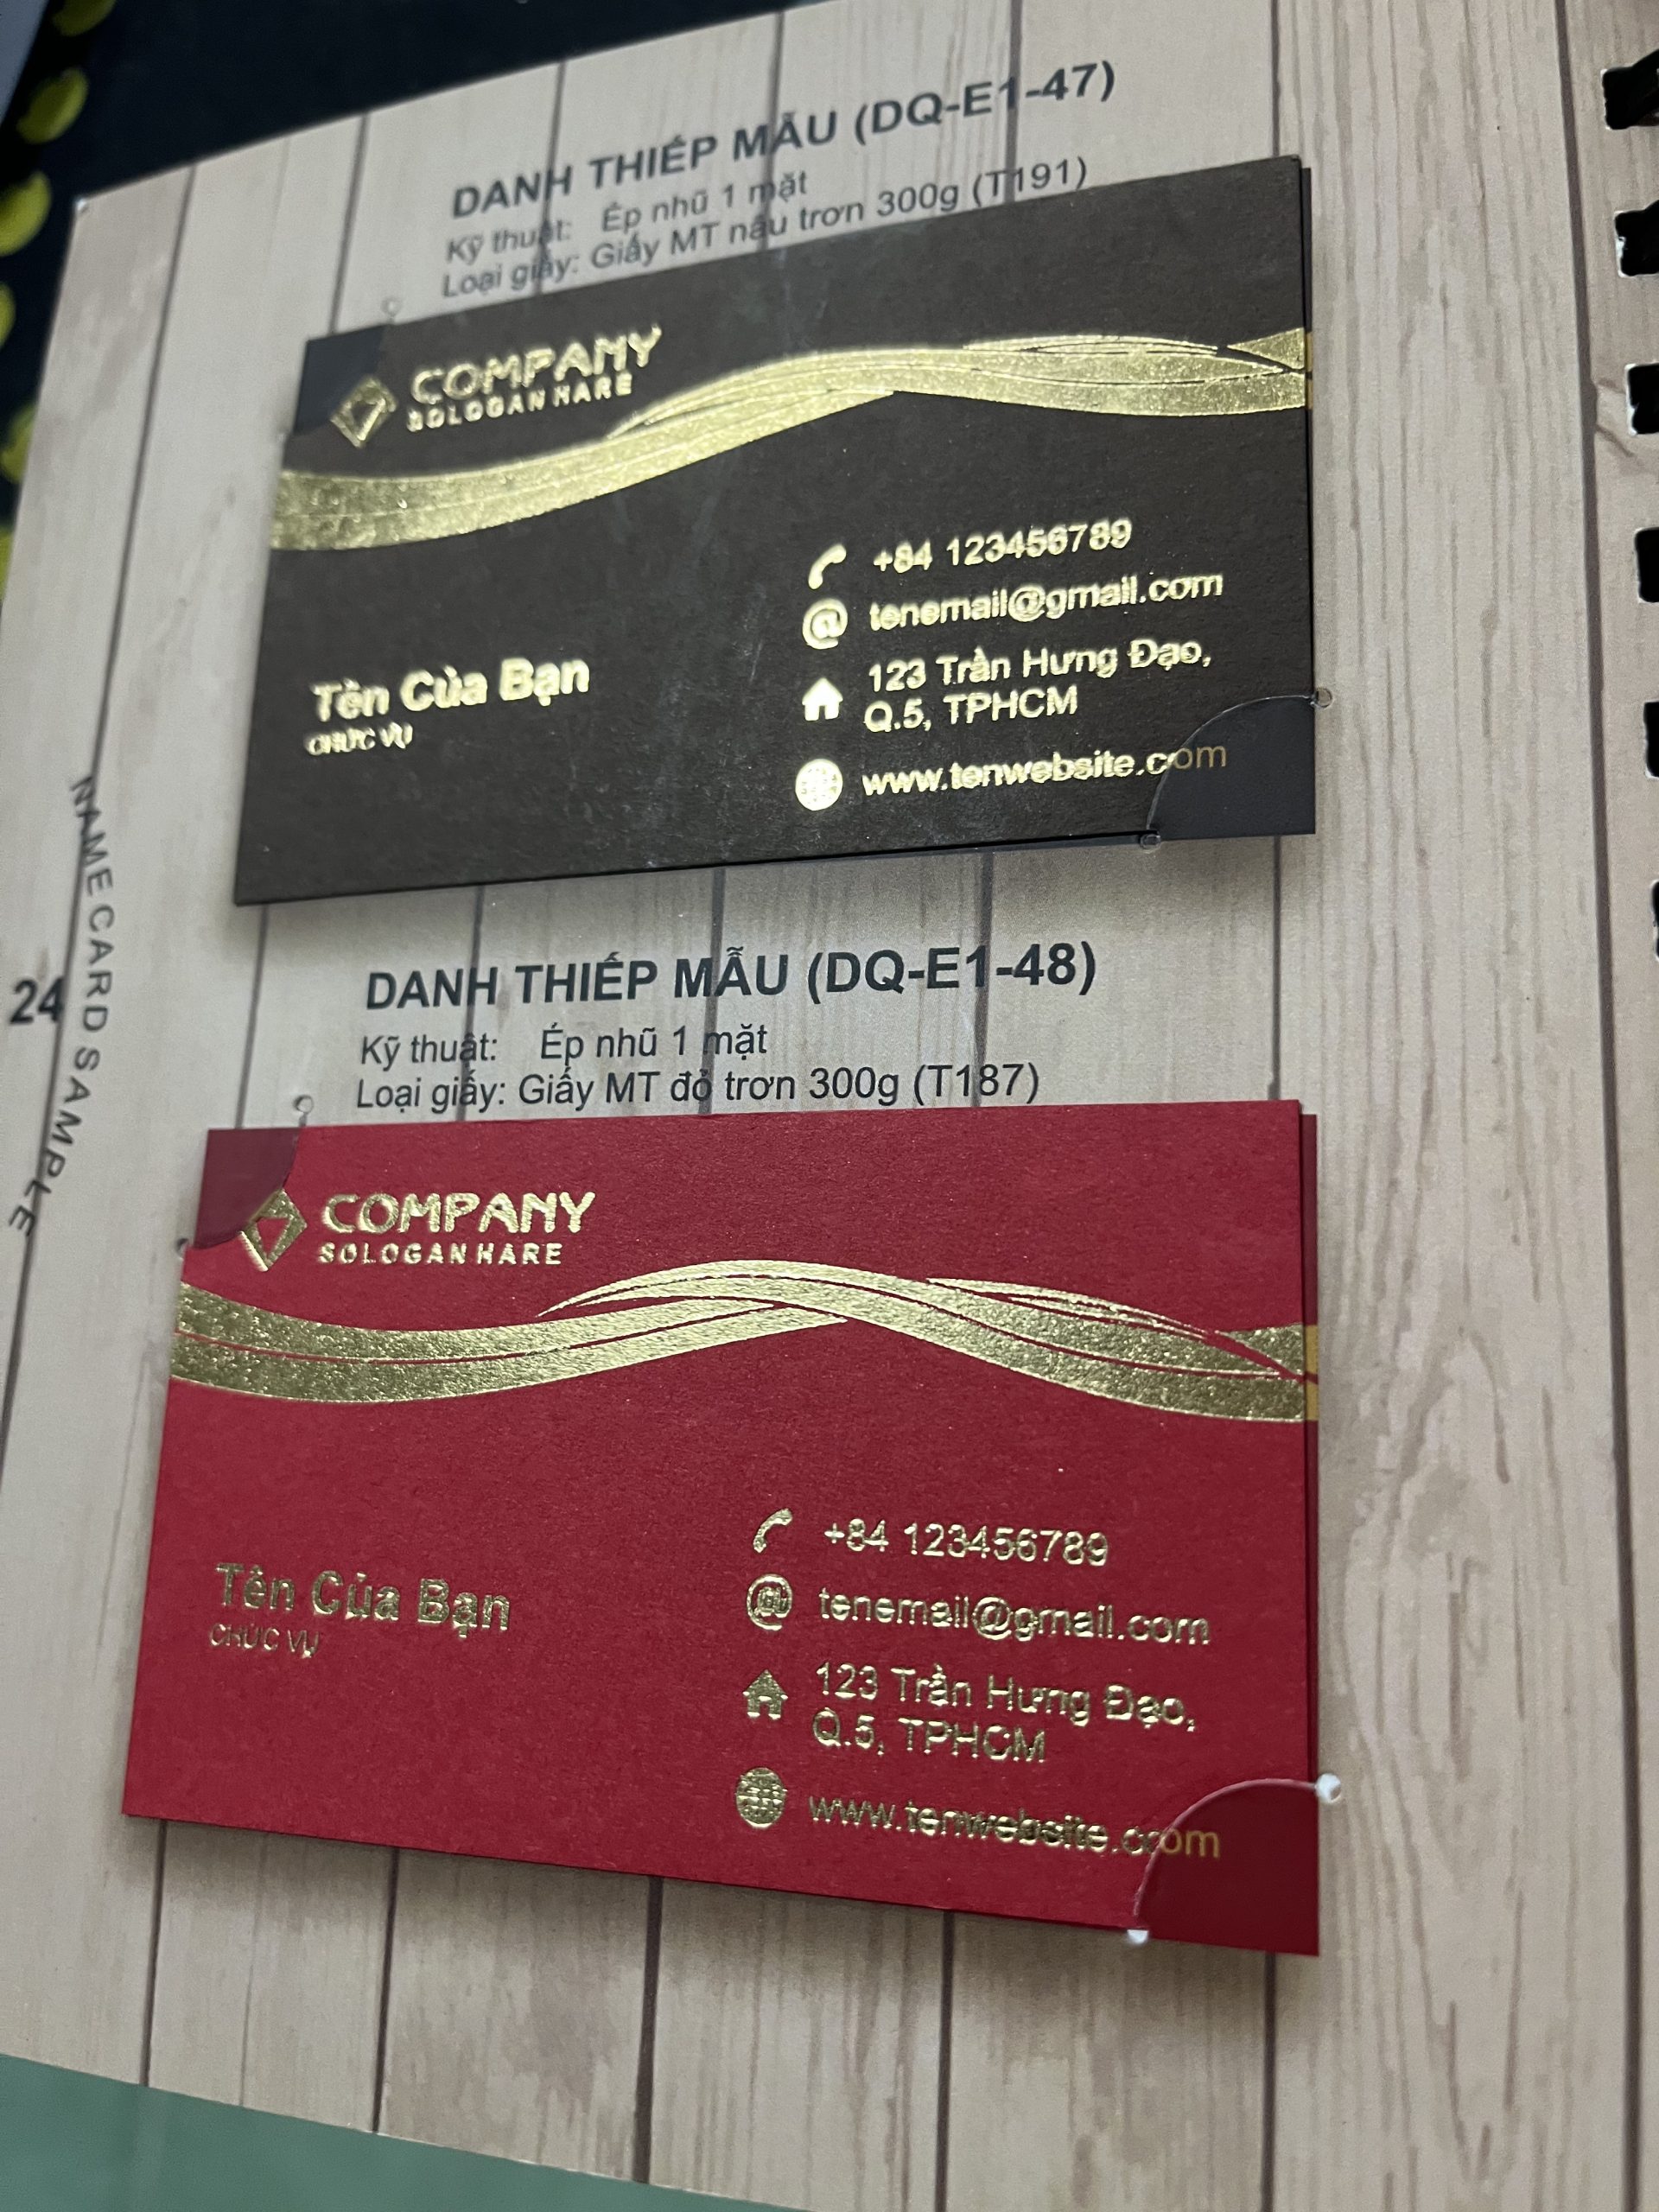 DANH THIẾP MẪU (DQ-E1-47)
Kỹ thuật: Ép nhũ 1 mặt
Loại giấy: Giấy MT nâu trơn 300g (T191)
COMPANY
SOLOGAN HARE
+84 123456789
tenemail@gmail.com
123 Trần Hưng Đạo,
Q.5, TPHCM
www.tenwebsite.com
Tên Của Bạn
CHỨC VỤ
DANH THIẾP MẪU (DQ-E1-48)
Kỹ thuật: Ép nhũ 1 mặt
Loại giấy: Giấy MT đỏ trơn 300g (T187)
COMPANY
SOLOGAN HARE
+84 123456789
tenemail@gmail.com
123 Trần Hưng Đạo,
Q.5, TPHCM
www.tenwebsite.com
Tên Của Bạn
CHỨC VỤ
24
NAME CARD SAMPLE